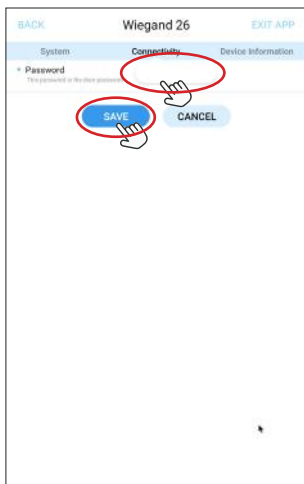 BACK Wiegand 26 EXIT APP
System Connectivity Device Information
* Password
This password is the door password
SAVE CANCEL